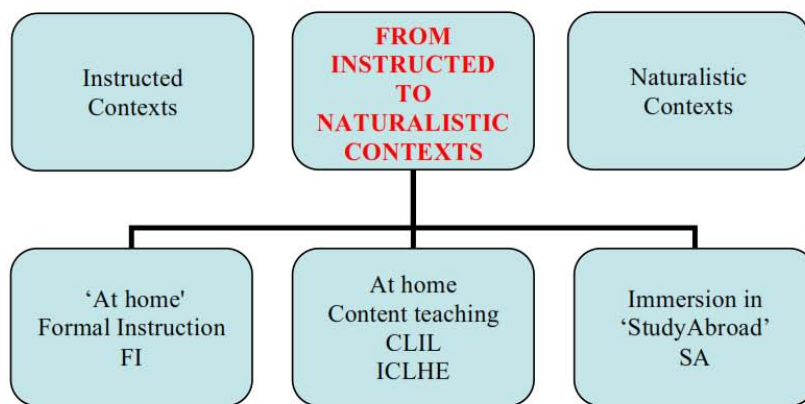 Instructed
Contexts
FROM
INSTRUCTED
TO
NATURALISTIC
CONTEXTS
Naturalistic
Contexts
‘At home'
Formal Instruction
FI
At home
Content teaching
CLIL
ICLHE
Immersion in
‘StudyAbroad’
SA